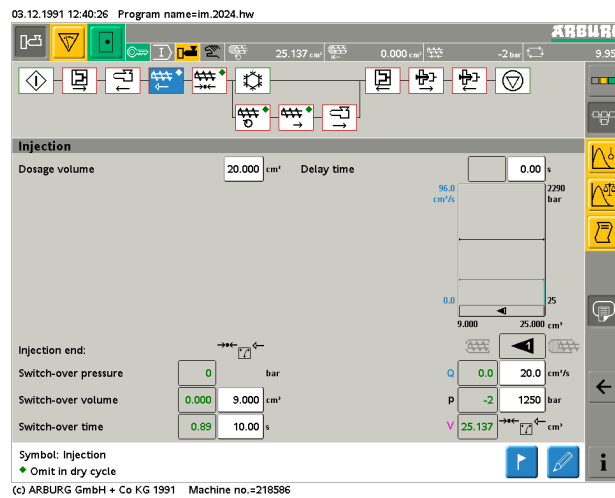 03.12.1991 12:40:26 Program name=im.2024.hw
ARBURG
25.137 cm³ 0.000 cm³ -2 bar 9.95
Injection
Dosage volume 20.000 cm³ Delay time 0.00 s
96.0 2290
cm³/s bar
0.0 25
9.000 25.000 cm³
Injection end: 1
Switch-over pressure 0 bar Q 0.0 20.0 cm³/s
Switch-over volume 0.000 9.000 cm³ p -2 1250 bar
Switch-over time 0.89 10.00 s V 25.137 cm³
Symbol: Injection
Omit in dry cycle
(c) ARBURG GmbH + Co KG 1991 Machine no.=218586